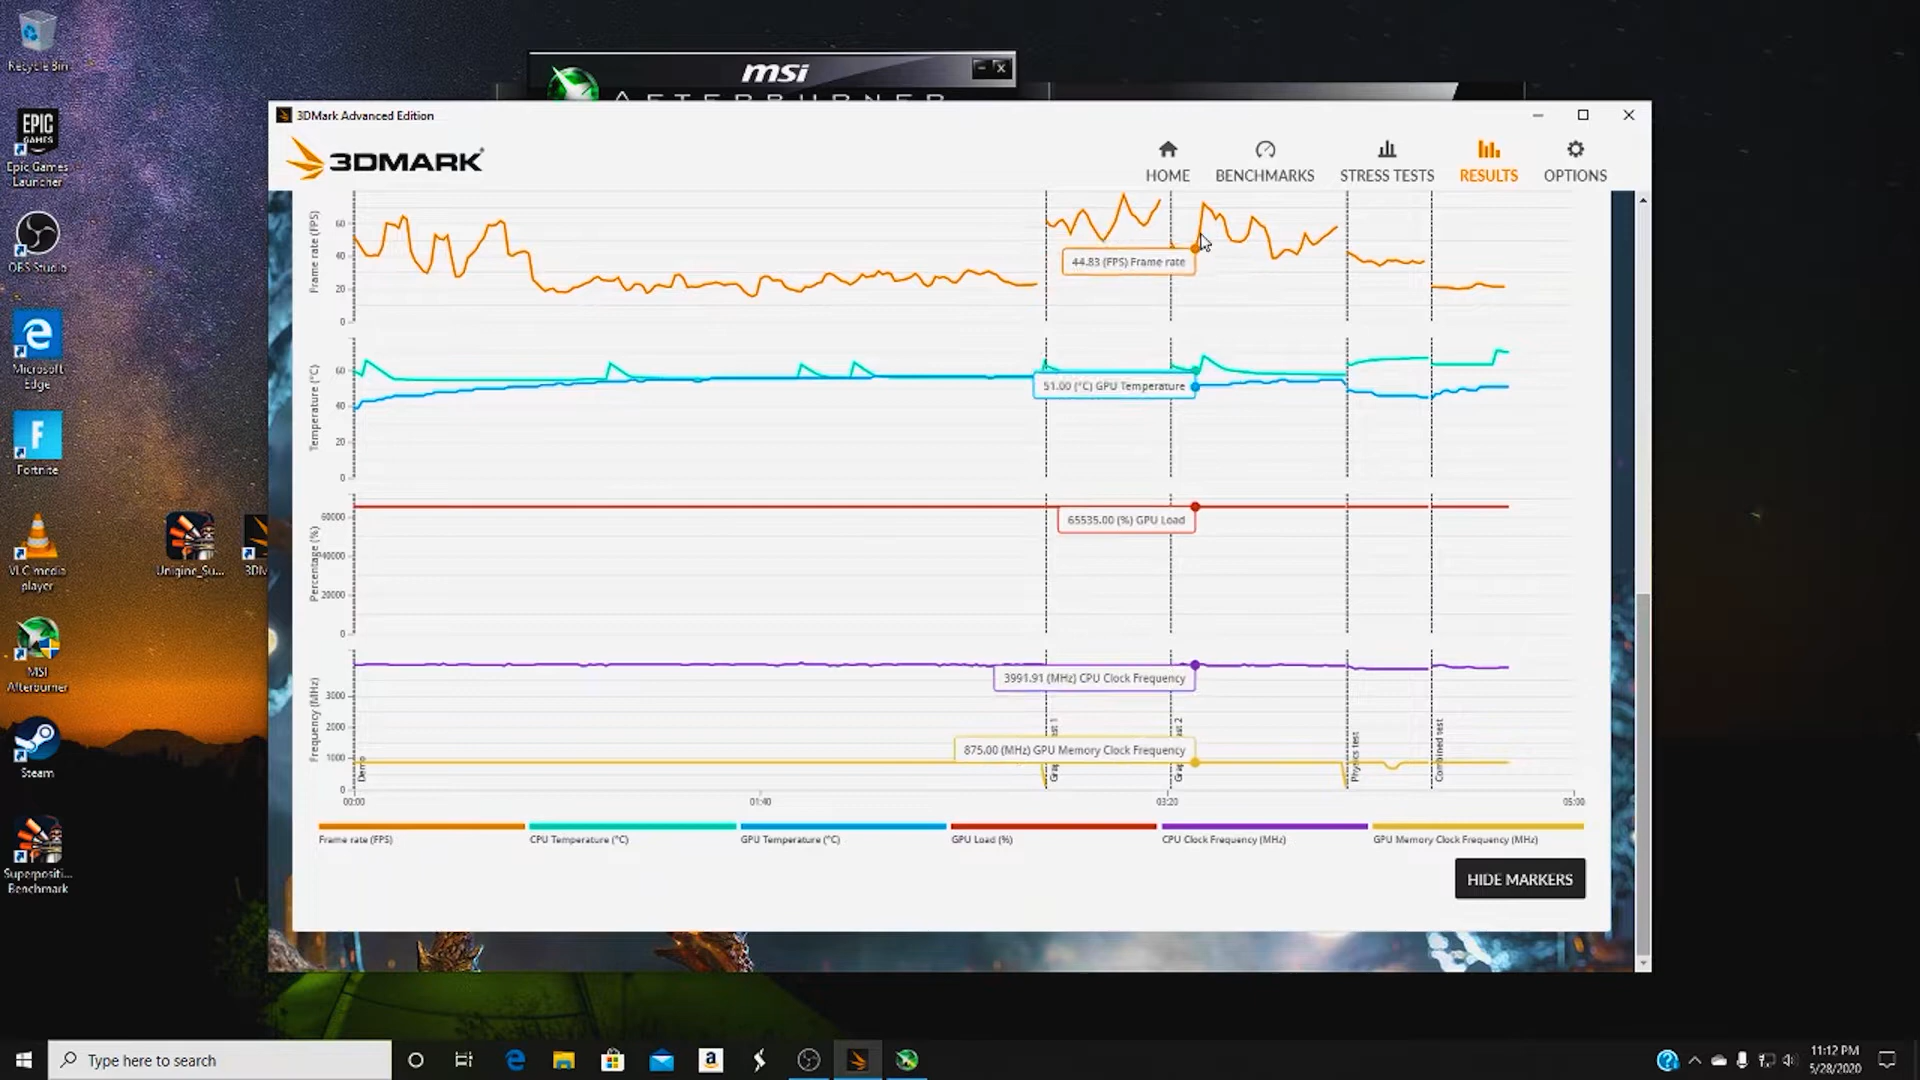 Recycle Bin
EPIC
GAMES
Epic Games
Launcher
OBS Studio
Microsoft
Edge
Fortnite
VLC media
player
MSI
Afterburner
Steam
Superpositi...
Benchmark
Unigine_Su...
3DM
msi
AFTERBURNER
3DMark Advanced Edition
3DMARK
HOME
BENCHMARKS
STRESS TESTS
RESULTS
OPTIONS
Frame rate (FPS)
60
40
20
0
44.83 (FPS) Frame rate
Temperature (°C)
60
40
20
0
51.00 (°C) GPU Temperature
Percentage (%)
60000
40000
20000
0
65535.00 (%) GPU Load
Frequency (MHz)
3000
2000
1000
0
3991.91 (MHz) CPU Clock Frequency
875.00 (MHz) GPU Memory Clock Frequency
Demo
Physics test
Combined test
00:00
01:40
03:20
05:00
Frame rate (FPS)
CPU Temperature (°C)
GPU Temperature (°C)
GPU Load (%)
CPU Clock Frequency (MHz)
GPU Memory Clock Frequency (MHz)
HIDE MARKERS
Type here to search
11:12 PM
5/28/2020